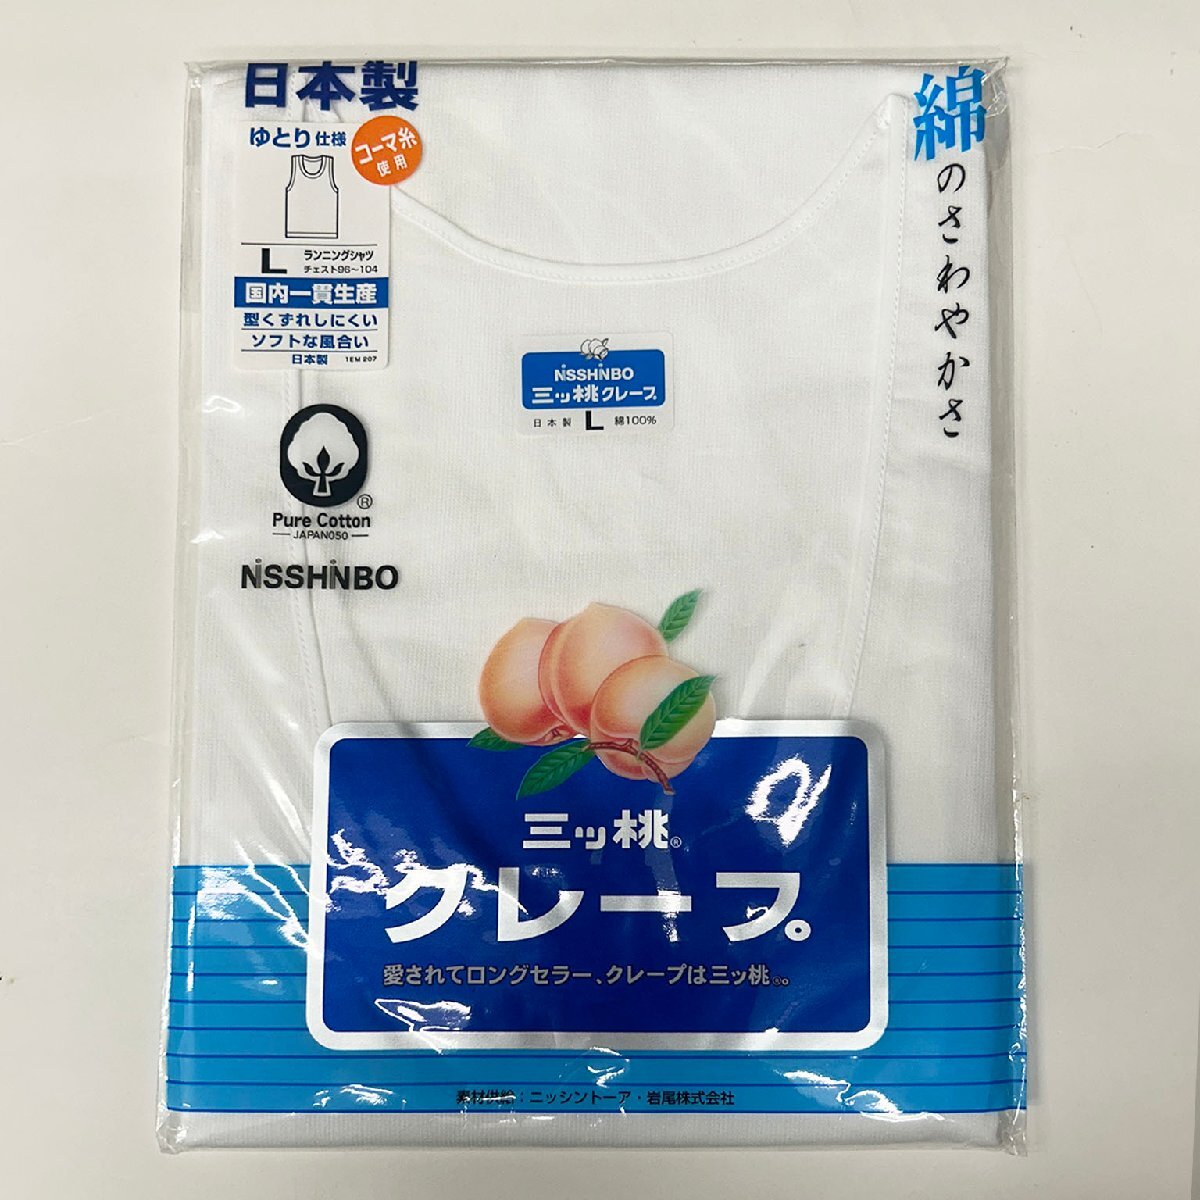 日本製
ゆとり仕様
コーマ糸
使用
L ランニングシャツ
チェスト96〜104
国内一貫生産
型くずれしにくい
ソフトな風合い
日本製 1EM 207
綿のさわやかさ
NISSHINBO
三ッ桃クレープ
日本製 L 綿100%
®
Pure Cotton
JAPAN050
NISSHINBO
三ッ桃®
クレープ®
愛されてロングセラー、クレープは三ッ桃®。
素材供給：ニッシントーア・岩尾株式会社